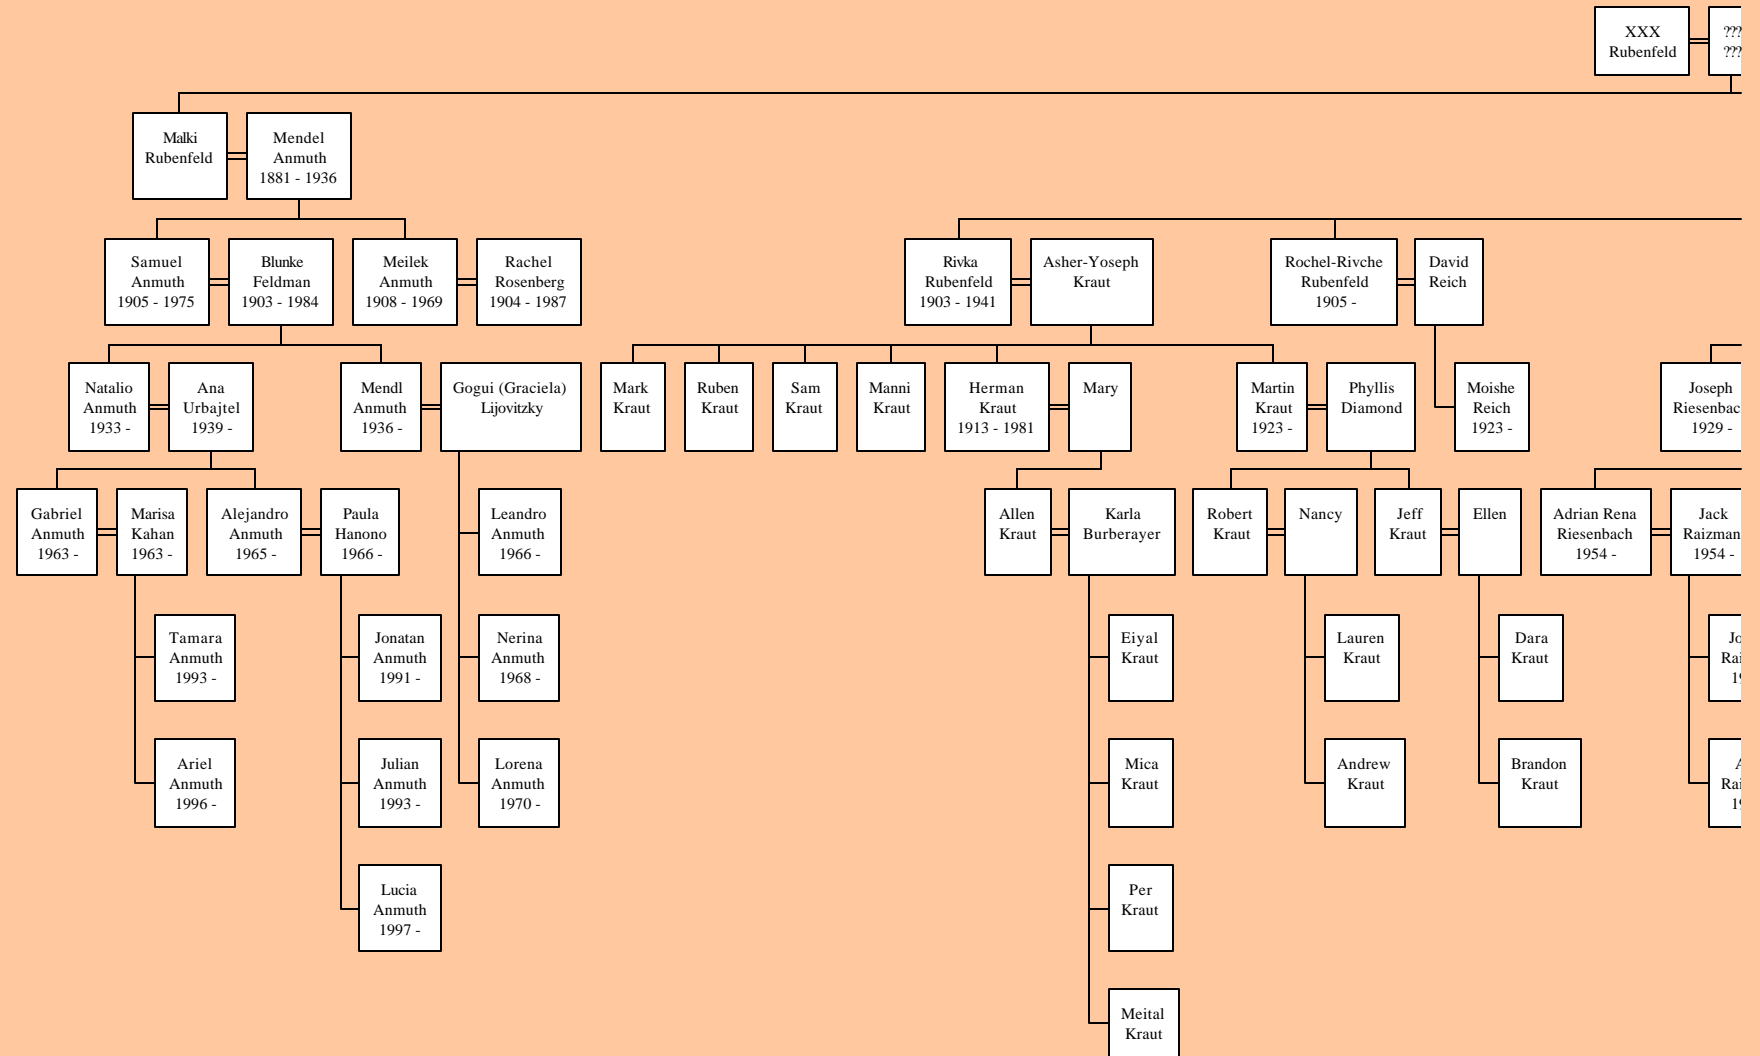 XXX
Rubenfeld
???
???
Malki
Rubenfeld
Mendel
Anmuth
1881 - 1936
Samuel
Anmuth
1905 - 1975
Blunke
Feldman
1903 - 1984
Meilek
Anmuth
1908 - 1969
Rachel
Rosenberg
1904 - 1987
Rivka
Rubenfeld
1903 - 1941
Asher-Yoseph
Kraut
Rochel-Rivche
Rubenfeld
1905 -
David
Reich
Natalio
Anmuth
1933 -
Ana
Urbajtel
1939 -
Mendl
Anmuth
1936 -
Gogui (Graciela)
Lijovitzky
Mark
Kraut
Ruben
Kraut
Sam
Kraut
Manni
Kraut
Herman
Kraut
1913 - 1981
Mary
Martin
Kraut
1923 -
Phyllis
Diamond
Moishe
Reich
1923 -
Joseph
Riesenbac
1929 -
Gabriel
Anmuth
1963 -
Marisa
Kahan
1963 -
Alejandro
Anmuth
1965 -
Paula
Hanono
1966 -
Leandro
Anmuth
1966 -
Allen
Kraut
Karla
Burberayer
Robert
Kraut
Nancy
Jeff
Kraut
Ellen
Adrian Rena
Riesenbach
1954 -
Jack
Raizman
1954 -
Tamara
Anmuth
1993 -
Jonatan
Anmuth
1991 -
Nerina
Anmuth
1968 -
Eiyal
Kraut
Lauren
Kraut
Dara
Kraut
Jo
Rai
Ariel
Anmuth
1996 -
Julian
Anmuth
1993 -
Lorena
Anmuth
1970 -
Mica
Kraut
Andrew
Kraut
Brandon
Kraut
Rai
Lucia
Anmuth
1997 -
Per
Kraut
Meital
Kraut